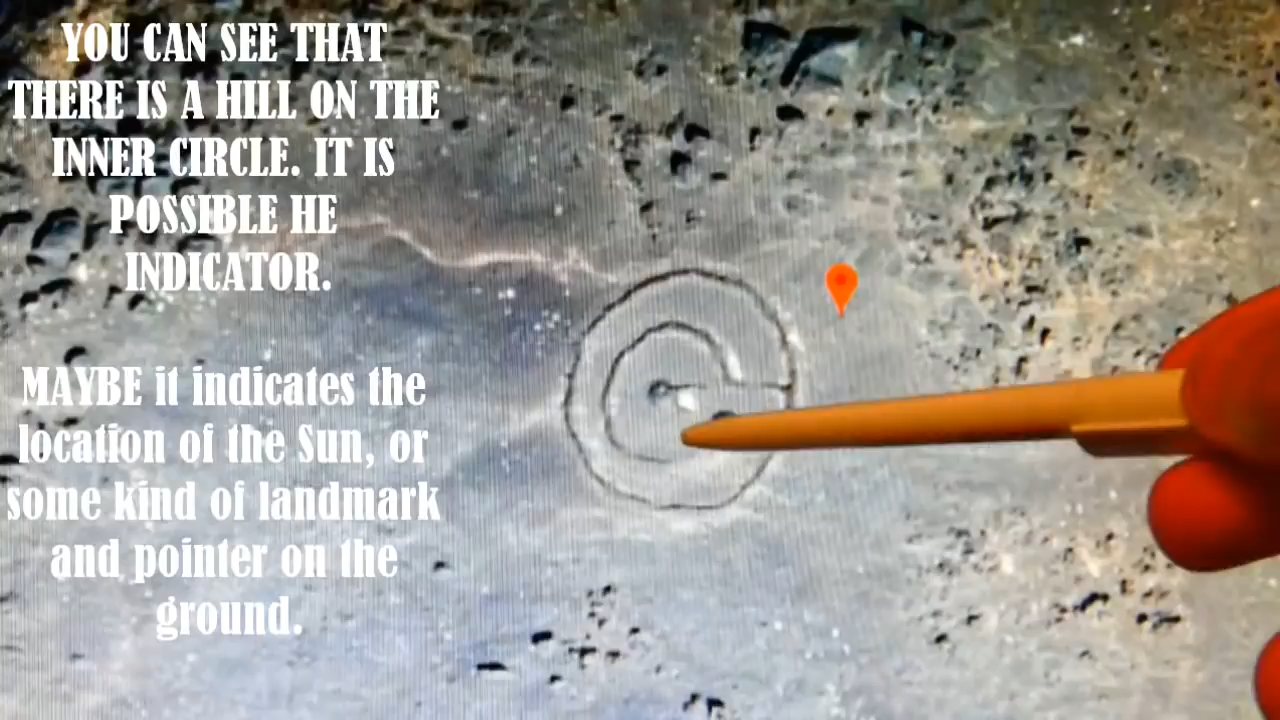 YOU CAN SEE THAT
THERE IS A HILL ON THE
INNER CIRCLE. IT IS
POSSIBLE HE
INDICATOR.
MAYBE it indicates the
location of the Sun, or
some kind of landmark
and pointer on the
ground.